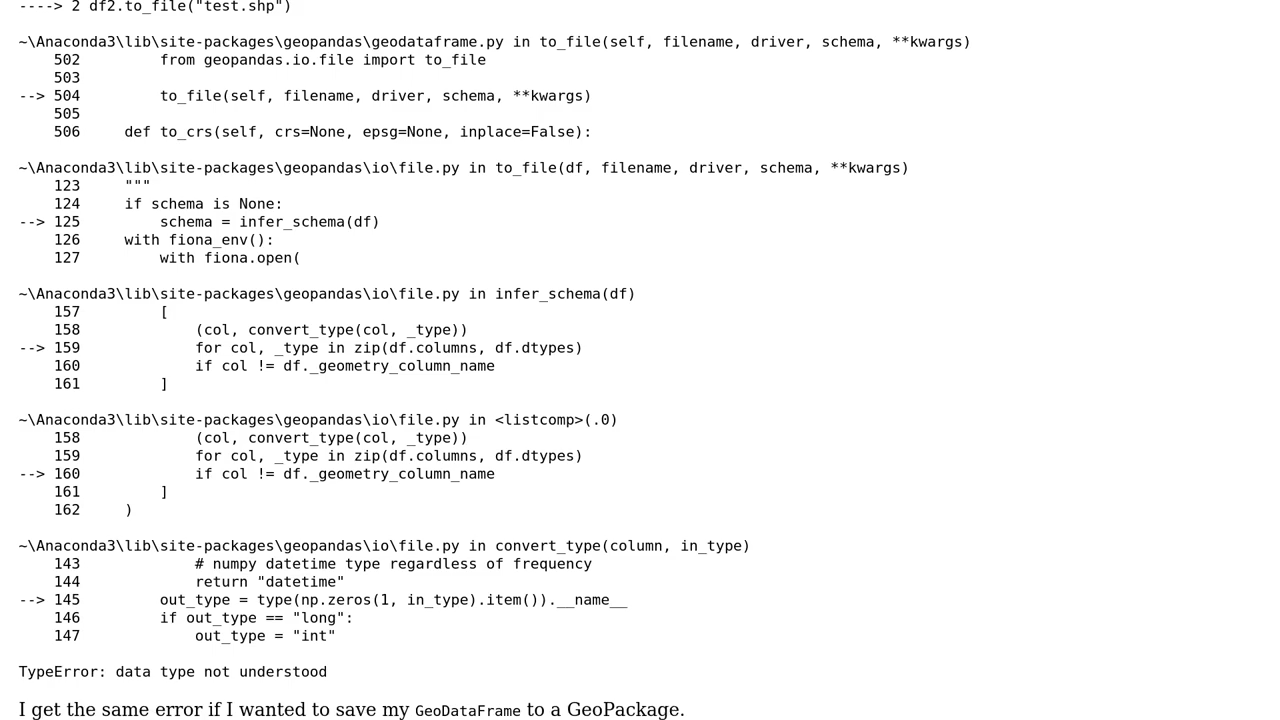 ----> 2 df2.to_file("test.shp")
~\Anaconda3\lib\site-packages\geopandas\geodataframe.py in to_file(self, filename, driver, schema, **kwargs)
502         from geopandas.io.file import to_file
503
--> 504         to_file(self, filename, driver, schema, **kwargs)
505
506     def to_crs(self, crs=None, epsg=None, inplace=False):
~\Anaconda3\lib\site-packages\geopandas\io\file.py in to_file(df, filename, driver, schema, **kwargs)
123     """
124     if schema is None:
--> 125         schema = infer_schema(df)
126     with fiona_env():
127         with fiona.open(
~\Anaconda3\lib\site-packages\geopandas\io\file.py in infer_schema(df)
157         [
158             (col, convert_type(col, _type))
--> 159             for col, _type in zip(df.columns, df.dtypes)
160             if col != df._geometry_column_name
161         ]
~\Anaconda3\lib\site-packages\geopandas\io\file.py in <listcomp>(.0)
158             (col, convert_type(col, _type))
159             for col, _type in zip(df.columns, df.dtypes)
--> 160             if col != df._geometry_column_name
161         ]
162     )
~\Anaconda3\lib\site-packages\geopandas\io\file.py in convert_type(column, in_type)
143             # numpy datetime type regardless of frequency
144             return "datetime"
--> 145         out_type = type(np.zeros(1, in_type).item()).__name__
146         if out_type == "long":
147             out_type = "int"
TypeError: data type not understood
I get the same error if I wanted to save my GeoDataFrame to a GeoPackage.